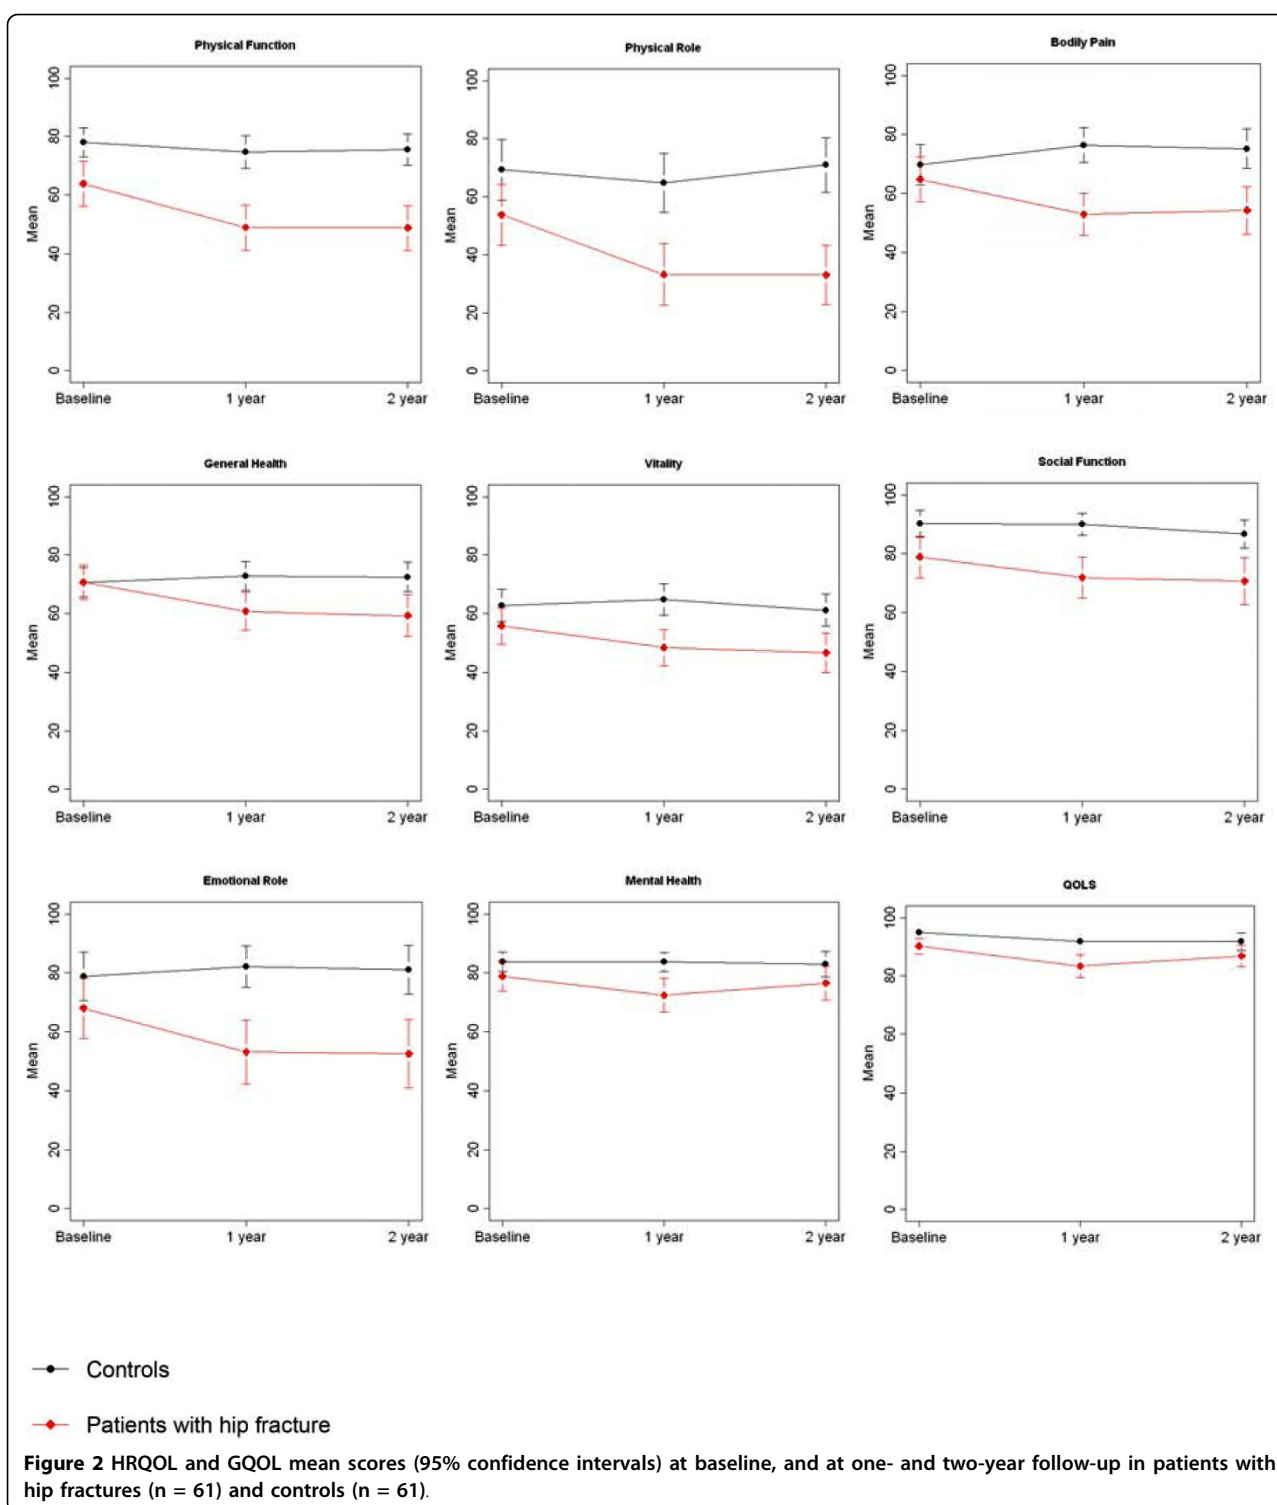 Physical Function
Physical Role
Bodily Pain
Mean
0 20 40 60 80 100
Baseline 1 year 2 year
Mean
0 20 40 60 80 100
Baseline 1 year 2 year
Mean
0 20 40 60 80 100
Baseline 1 year 2 year
General Health
Vitality
Social Function
Mean
0 20 40 60 80 100
Baseline 1 year 2 year
Mean
0 20 40 60 80 100
Baseline 1 year 2 year
Mean
0 20 40 60 80 100
Baseline 1 year 2 year
Emotional Role
Mental Health
QOLS
Mean
0 20 40 60 80 100
Baseline 1 year 2 year
Mean
0 20 40 60 80 100
Baseline 1 year 2 year
Mean
0 20 40 60 80 100
Baseline 1 year 2 year
Controls
Patients with hip fracture
Figure 2 HRQOL and GQOL mean scores (95% confidence intervals) at baseline, and at one- and two-year follow-up in patients with
hip fractures (n = 61) and controls (n = 61).